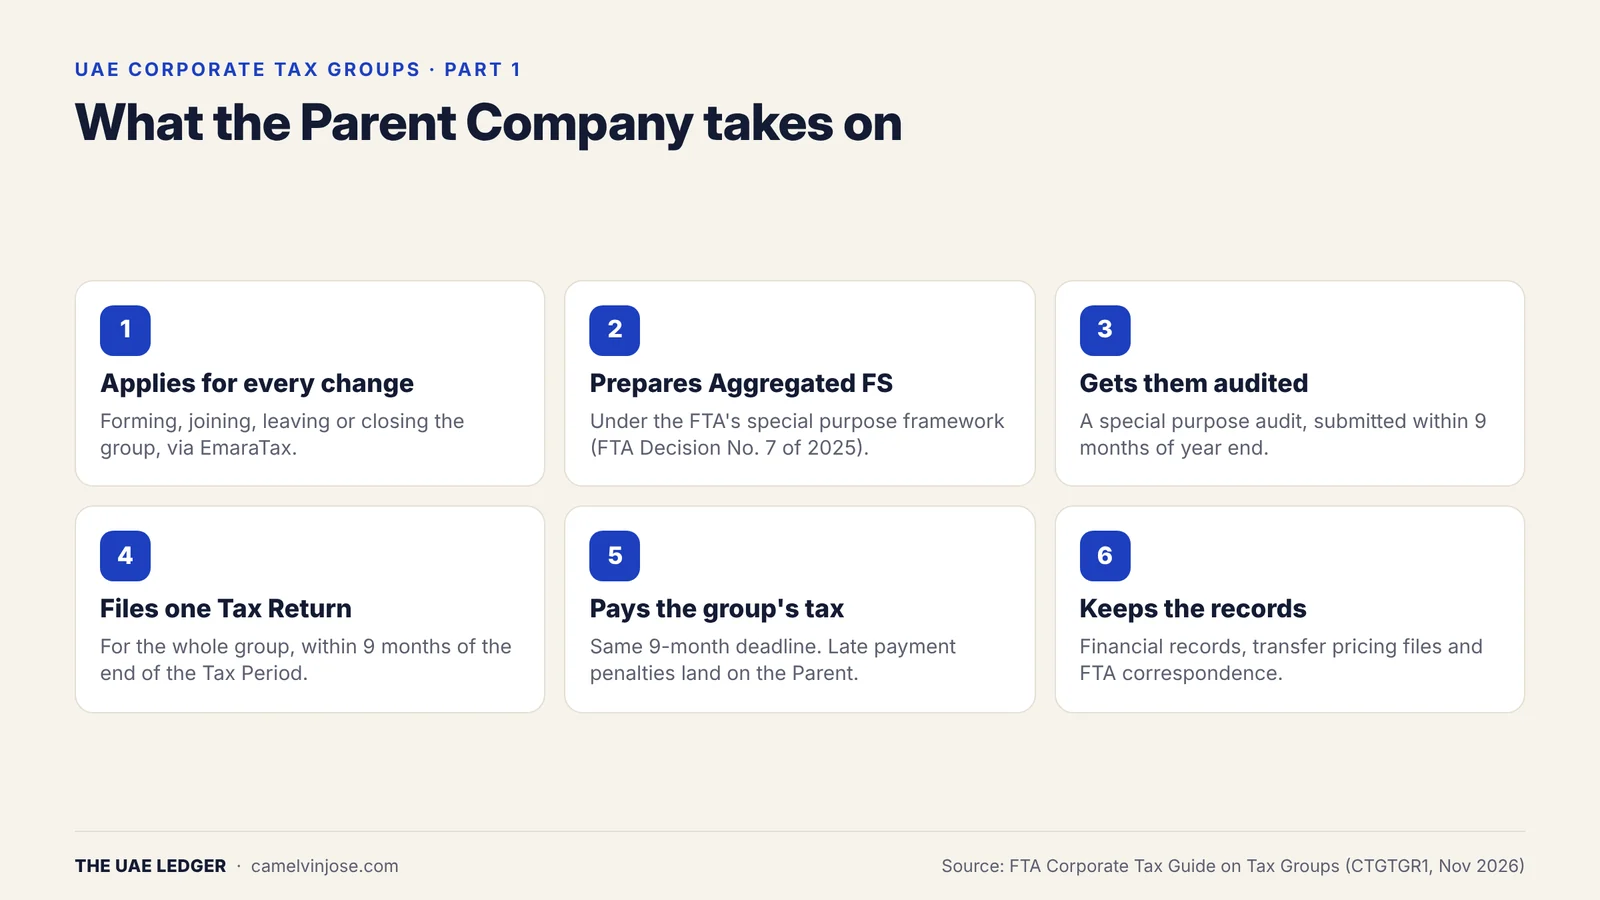 UAE CORPORATE TAX GROUPS · PART 1
What the Parent Company takes on
1
Applies for every change
Forming, joining, leaving or closing the
group, via EmaraTax.
2
Prepares Aggregated FS
Under the FTA's special purpose framework
(FTA Decision No. 7 of 2025).
3
Gets them audited
A special purpose audit, submitted within 9
months of year end.
4
Files one Tax Return
For the whole group, within 9 months of the
end of the Tax Period.
5
Pays the group's tax
Same 9-month deadline. Late payment
penalties land on the Parent.
6
Keeps the records
Financial records, transfer pricing files and
FTA correspondence.
THE UAE LEDGER · camelvinjose.com
Source: FTA Corporate Tax Guide on Tax Groups (CTGTGR1, Nov 2026)